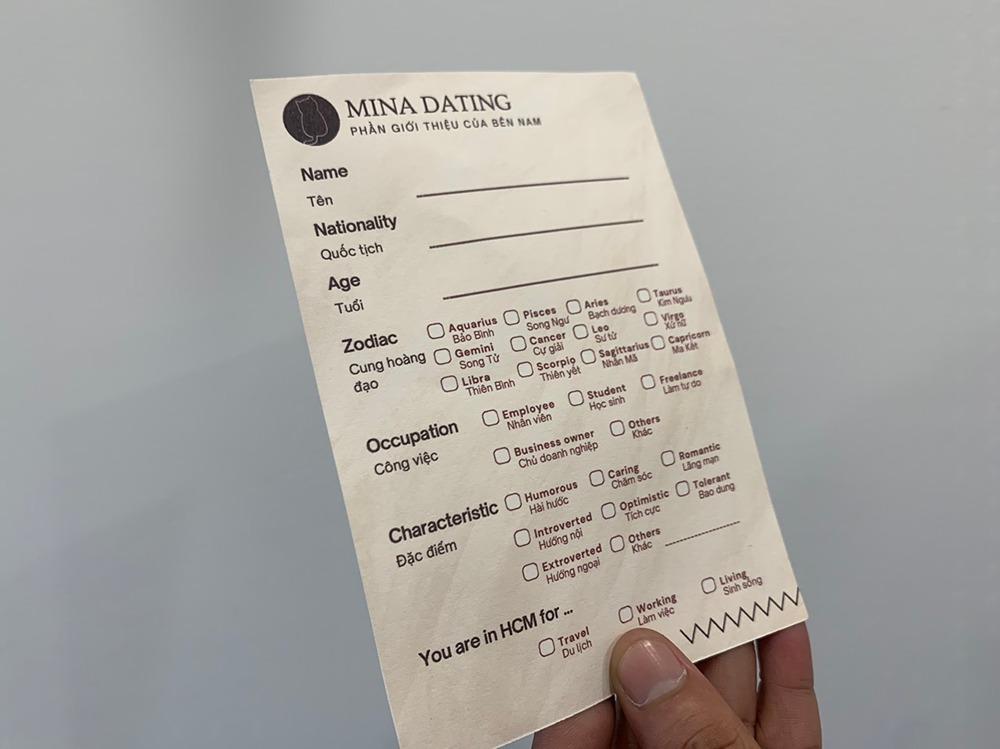 MINA DATING
PHẦN GIỚI THIỆU CỦA BÊN NAM
Name
Tên
Nationality
Quốc tịch
Age
Tuổi
Zodiac
Cung hoàng đạo
Aquarius Pisces Aries Taurus
Bảo Bình Song Ngư Bạch dương Kim Ngưu
Gemini Cancer Leo Virgo
Song Tử Cự giải Sư tử Xử nữ
Libra Scorpio Sagittarius Capricorn
Thiên Bình Thiên yết Nhân Mã Ma Kết
Occupation
Công việc
Employee Student Freelance
Nhân viên Học sinh Làm tự do
Business owner Others
Chủ doanh nghiệp Khác
Characteristic
Đặc điểm
Humorous Caring Romantic
Hài hước Chăm sóc Lãng mạn
Introverted Optimistic Tolerant
Hướng nội Tích cực Bao dung
Extroverted Others
Hướng ngoại Khác
You are in HCM for ...
Travel Working Living
Du lịch Làm việc Sinh sống